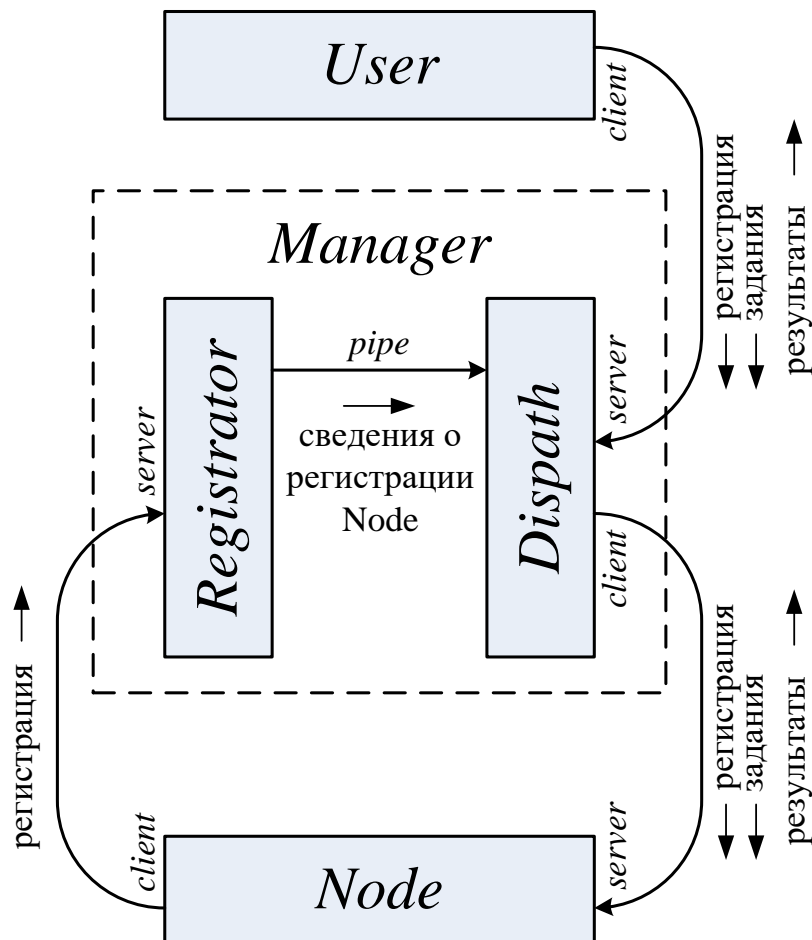 User
client
регистрация
задания
результаты
Manager
Registrator
server
pipe
сведения о
регистрации
Node
Dispath
server
client
регистрация
client
регистрация
задания
результаты
server
Node